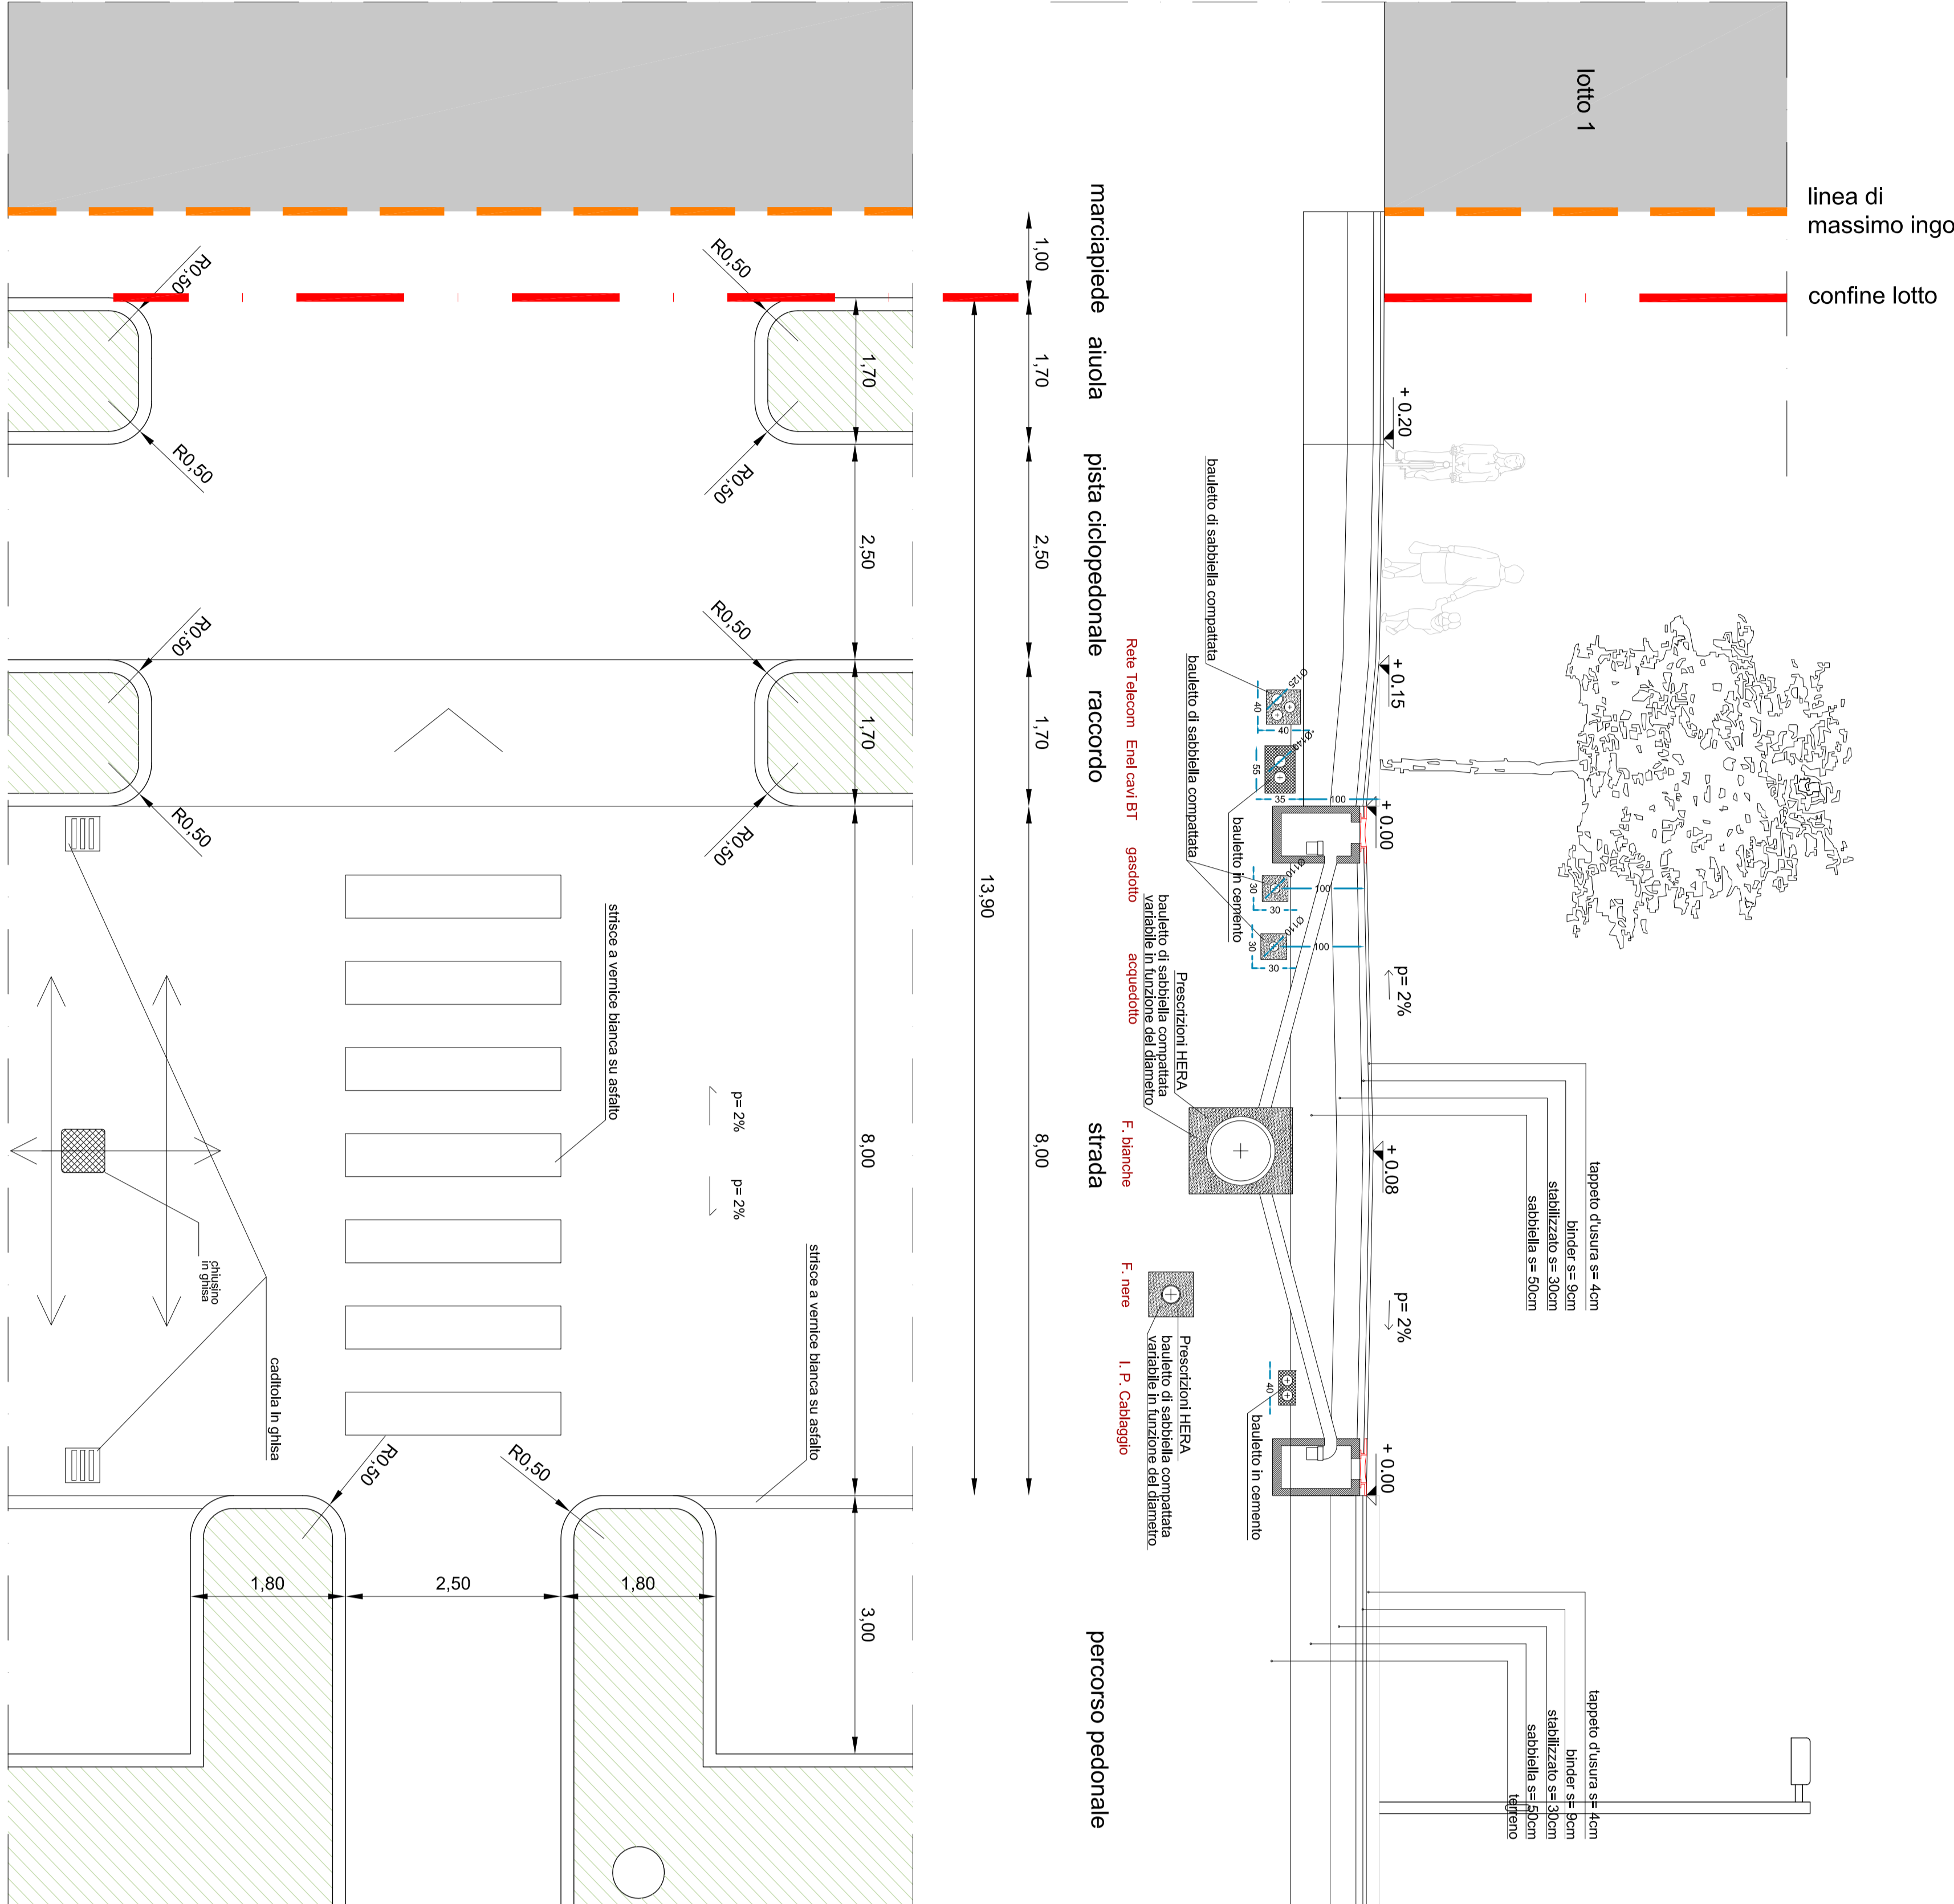 lotto 1
linea di
massimo ingo
confine lotto
marciapiede
aiuola
pista ciclopedonale
raccordo
strada
percorso pedonale
1,00
1,70
2,50
1,70
8,00
13,90
1,70
2,50
1,70
8,00
3,00
1,80
2,50
1,80
R0,50
R0,50
R0,50
R0,50
R0,50
R0,50
R0,50
R0,50
R0,50
R0,50
strisce a vernice bianca su asfalto
strisce a vernice bianca su asfalto
p= 2%
p= 2%
chiusino
in ghisa
caditoia in ghisa
+ 0.20
+ 0.15
+ 0.00
p= 2%
+ 0.08
p= 2%
+ 0.00
bauletto di sabbiella compattata
bauletto di sabbiella compattata
bauletto in cemento
Rete Telecom
Enel cavi BT
gasdotto
acquedotto
F. bianche
F. nere
I. P. Cablaggio
Ø125
40
40
Ø140
55
35
100
Ø110
30
30
100
Ø110
30
30
100
Prescrizioni HERA
bauletto di sabbiella compattata
variabile in funzione del diametro
Prescrizioni HERA
bauletto di sabbiella compattata
variabile in funzione del diametro
40
bauletto in cemento
tappeto d'usura s= 4cm
binder s= 9cm
stabilizzato s= 30cm
sabbiella s= 50cm
tappeto d'usura s= 4cm
binder s= 9cm
stabilizzato s= 30cm
sabbiella s= 50cm
terreno